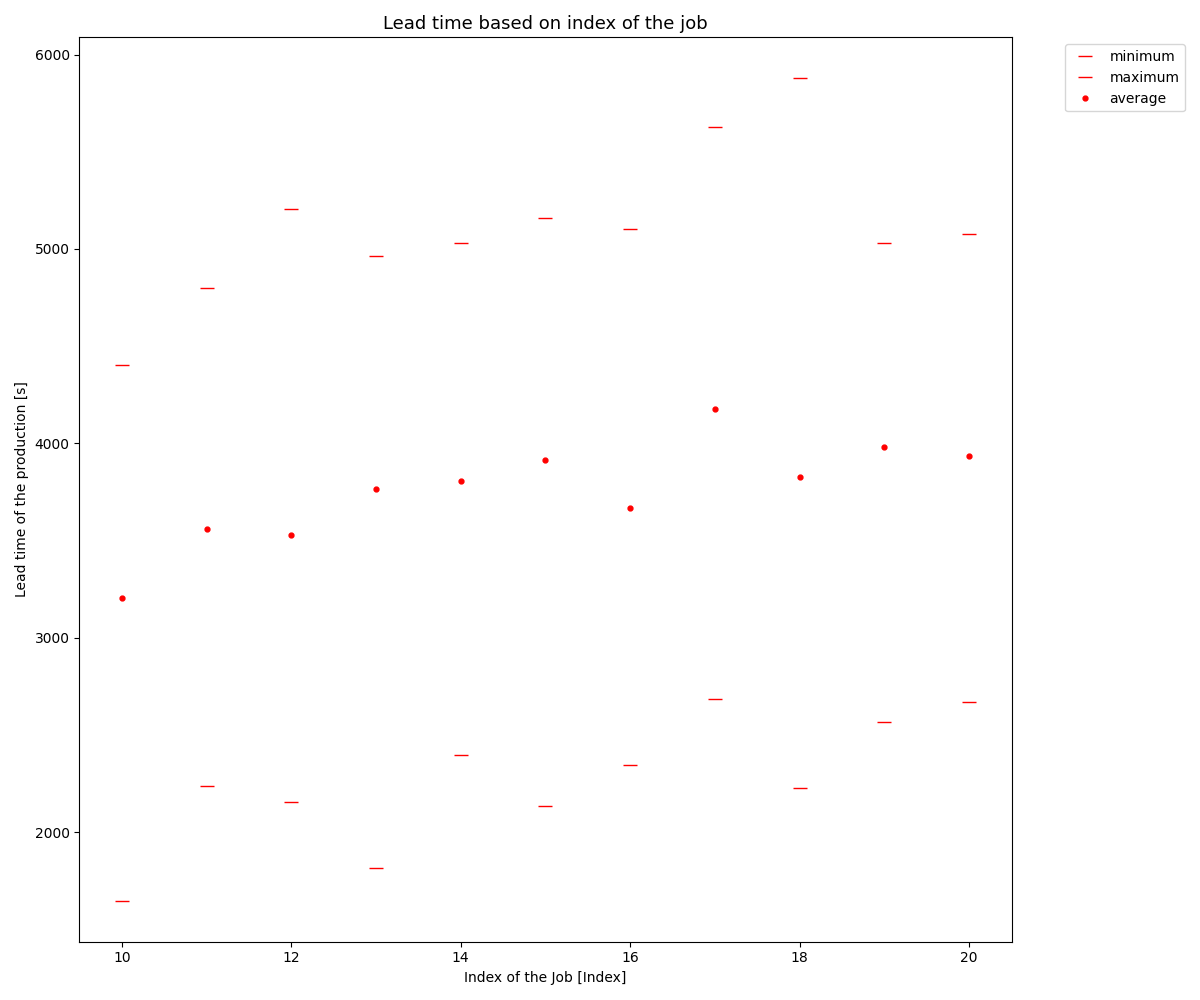 Lead time based on index of the job
minimum
maximum
average
6000
5000
4000
3000
2000
Lead time of the production [s]
10 12 14 16 18 20
Index of the Job [Index]